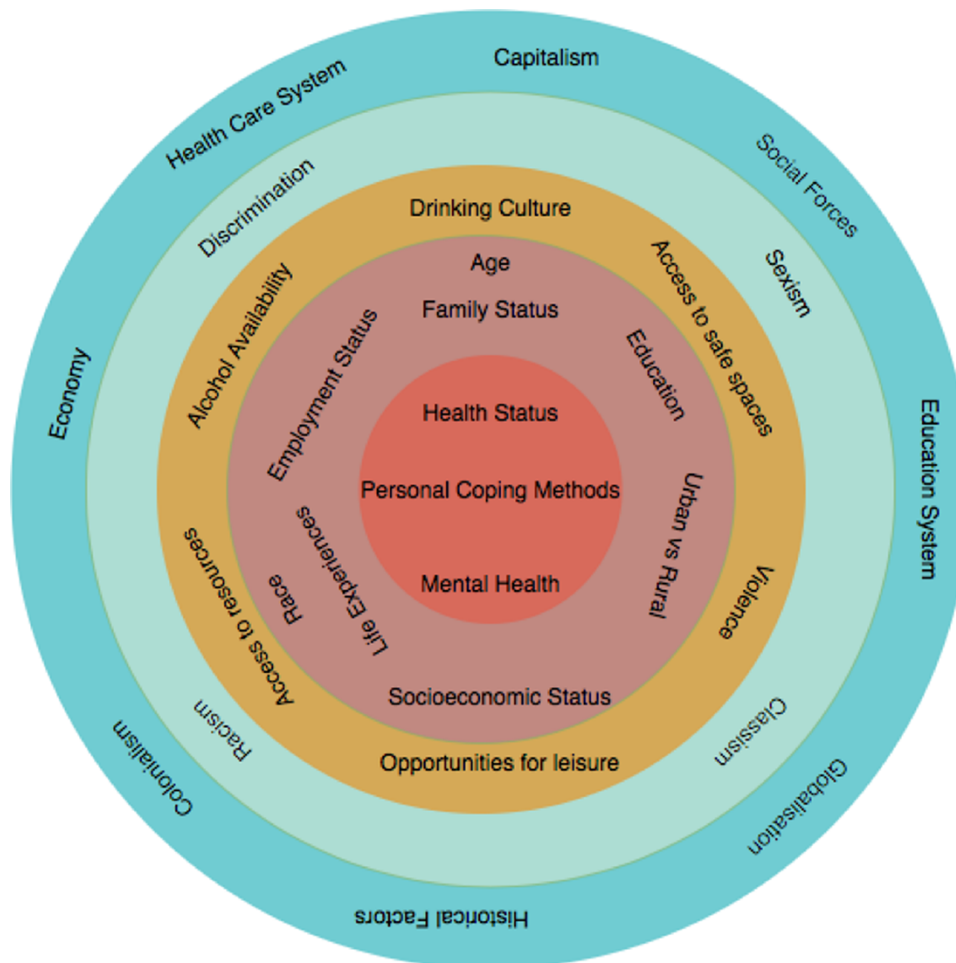 Capitalism
Health Care System
Social Forces
Economy
Education System
Colonialism
Globalisation
Historical Factors
Discrimination
Sexism
Racism
Classism
Drinking Culture
Alcohol Availability
Access to safe spaces
Access to resources
Violence
Opportunities for leisure
Age
Family Status
Employment Status
Education
Life Experiences
Race
Urban vs Rural
Socioeconomic Status
Health Status
Personal Coping Methods
Mental Health